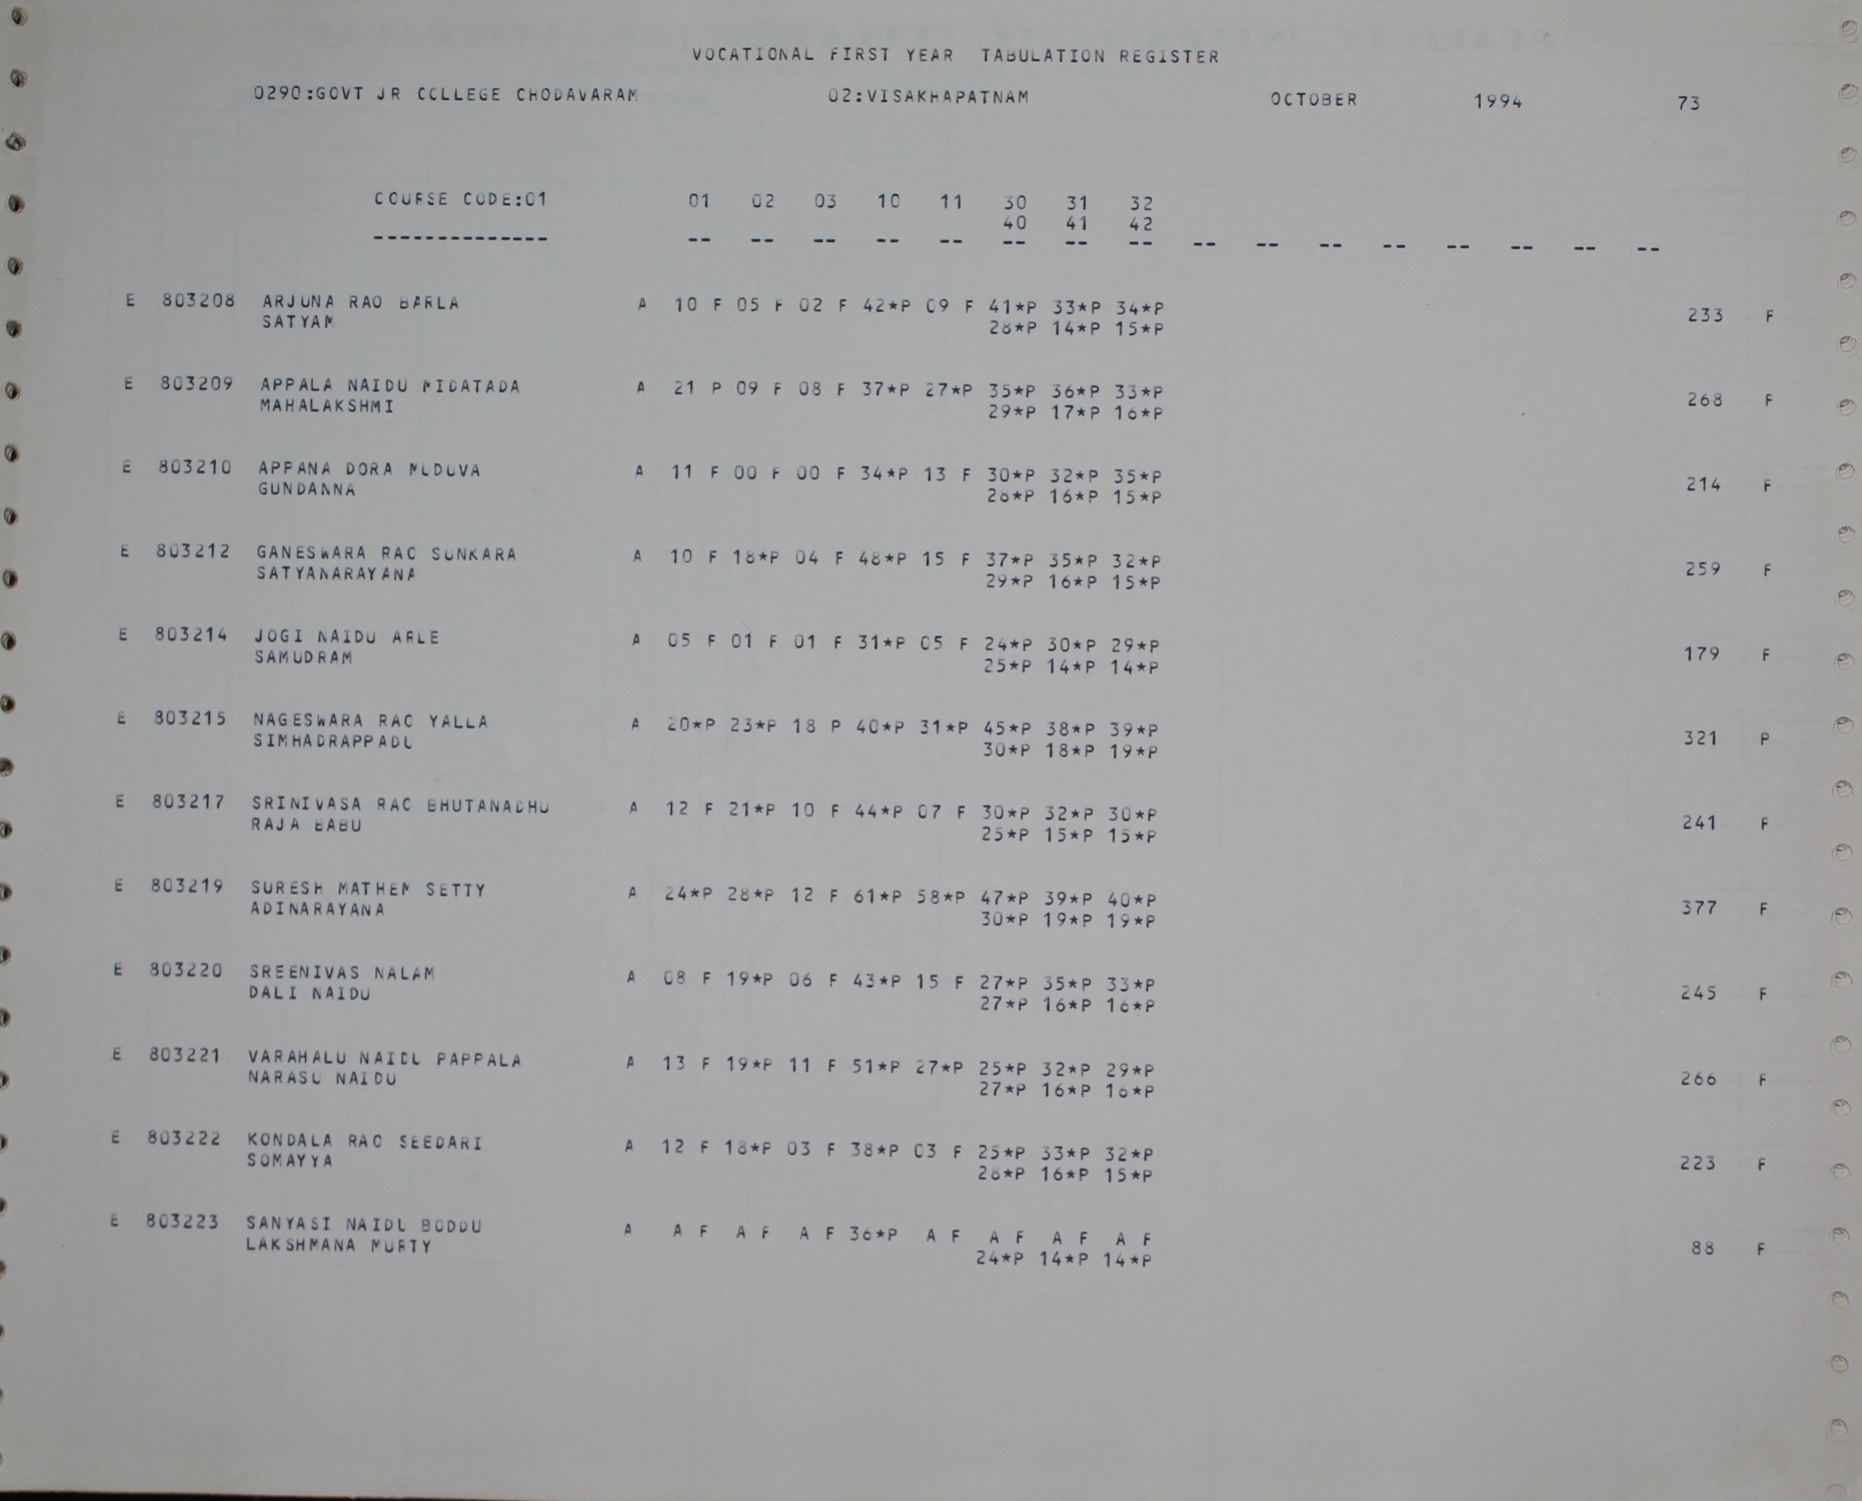 VOCATIONAL FIRST YEAR TABULATION REGISTER
0290:GOVT JR COLLEGE CHODAVARAM 02:VISAKHAPATNAM OCTOBER 1994 73
COURSE CODE:01 01 02 03 10 11 30 31 32
40 41 42
-------------- -- -- -- -- -- -- -- -- -- -- -- -- -- -- -- --
E 803208 ARJUNA RAO BARLA A 10 F 05 F 02 F 42*P 09 F 41*P 33*P 34*P
SATYAM 28*P 14*P 15*P 233 F
E 803209 APPALA NAIDU MIDATADA A 21 P 09 F 08 F 37*P 27*P 35*P 36*P 33*P
MAHALAKSHMI 29*P 17*P 16*P 268 F
E 803210 APPANA DORA MUDUVA A 11 F 00 F 00 F 34*P 13 F 30*P 32*P 35*P
GUNDANNA 28*P 16*P 15*P 214 F
E 803212 GANESWARA RAO SUNKARA A 10 F 18*P 04 F 48*P 15 F 37*P 35*P 32*P
SATYANARAYANA 29*P 16*P 15*P 259 F
E 803214 JOGI NAIDU ARLE A 05 F 01 F 01 F 31*P 05 F 24*P 30*P 29*P
SAMUDRAM 25*P 14*P 14*P 179 F
E 803215 NAGESWARA RAO YALLA A 20*P 23*P 18 P 40*P 31*P 45*P 38*P 39*P
SIMHADRAPPADU 30*P 18*P 19*P 321 P
E 803217 SRINIVASA RAO BHUTANADHU A 12 F 21*P 10 F 44*P 07 F 30*P 32*P 30*P
RAJA BABU 25*P 15*P 15*P 241 F
E 803219 SURESH MATHEM SETTY A 24*P 28*P 12 F 61*P 58*P 47*P 39*P 40*P
ADINARAYANA 30*P 19*P 19*P 377 F
E 803220 SREENIVAS NALAM A 08 F 19*P 06 F 43*P 15 F 27*P 35*P 33*P
DALI NAIDU 27*P 16*P 16*P 245 F
E 803221 VARAHALU NAIDU PAPPALA A 13 F 19*P 11 F 51*P 27*P 25*P 32*P 29*P
NARASU NAIDU 27*P 16*P 16*P 266 F
E 803222 KONDALA RAO SEEDARI A 12 F 18*P 03 F 38*P 03 F 25*P 33*P 32*P
SOMAYYA 28*P 16*P 15*P 223 F
E 803223 SANYASI NAIDU BODDU A A F A F A F 36*P A F A F A F A F
LAKSHMANA MURTY 24*P 14*P 14*P 88 F